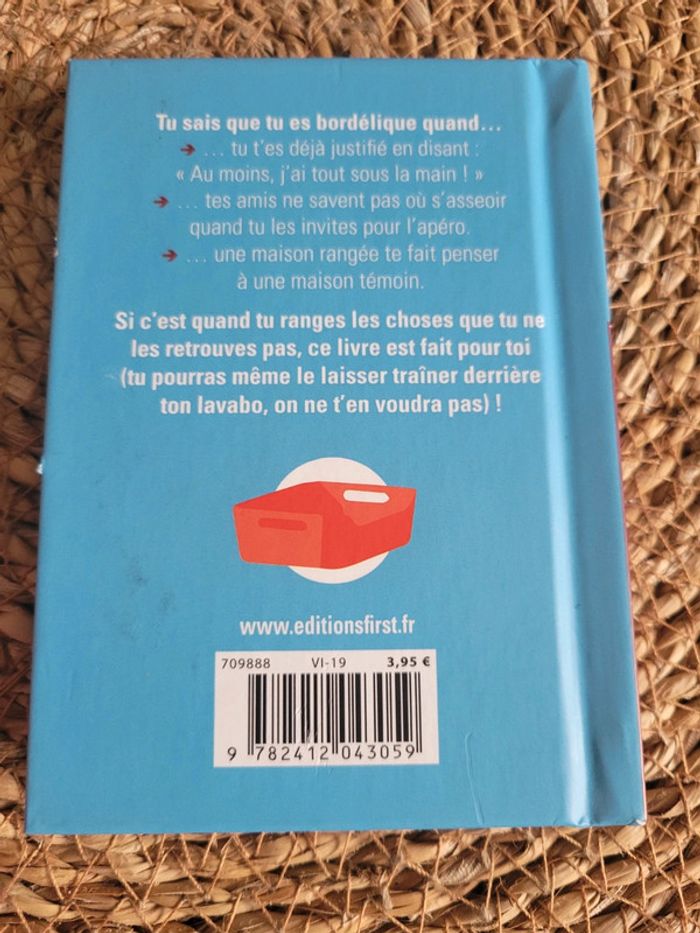 Tu sais que tu es bordélique quand...
➔ ... tu t'es déjà justifié en disant :
« Au moins, j'ai tout sous la main ! »
➔ ... tes amis ne savent pas où s'asseoir
quand tu les invites pour l'apéro.
➔ ... une maison rangée te fait penser
à une maison témoin.
Si c'est quand tu ranges les choses que tu ne
les retrouves pas, ce livre est fait pour toi
(tu pourras même le laisser traîner derrière
ton lavabo, on ne t'en voudra pas) !
www.editionsfirst.fr
709888 VI-19 3,95 €
9 782412 043059